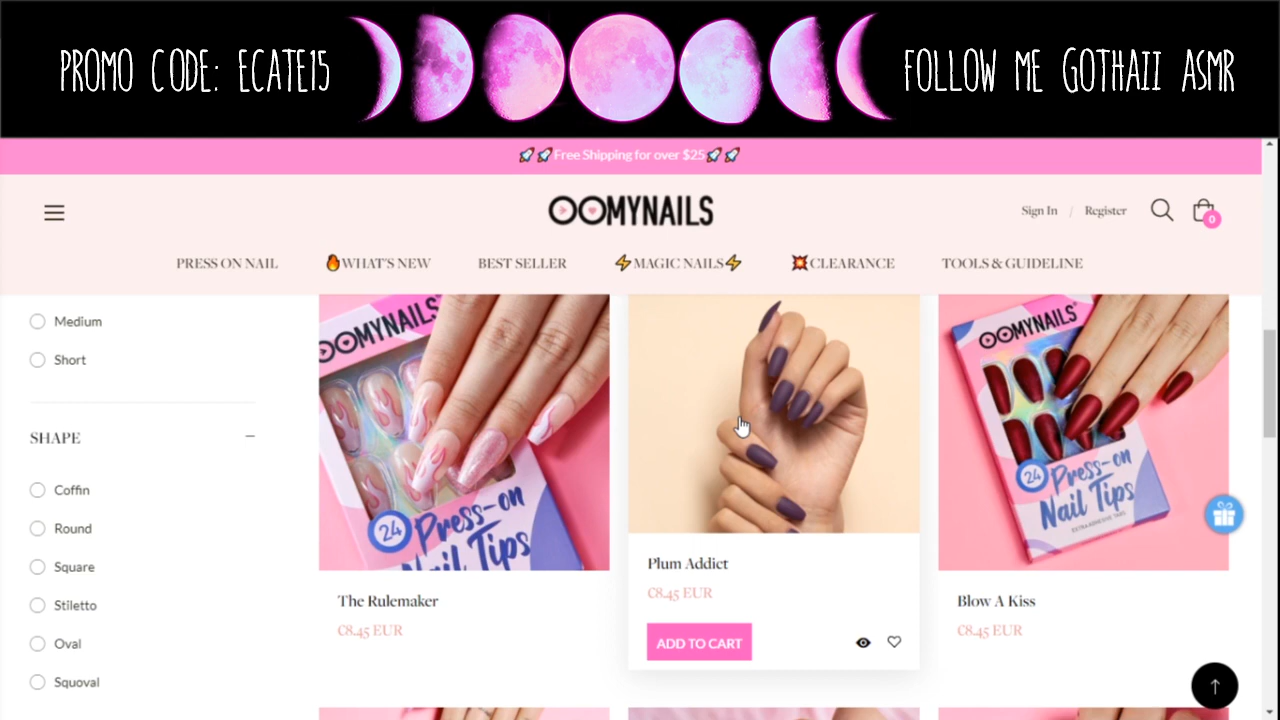 PROMO CODE: ECATE15
FOLLOW ME GOTHAII ASMR
🚀🚀Free Shipping for over $25🚀🚀
OOMYNAILS
Sign In / Register
0
PRESS ON NAIL
🔥WHAT'S NEW
BEST SELLER
⚡MAGIC NAILS⚡
💥CLEARANCE
TOOLS & GUIDELINE
Medium
Short
SHAPE
Coffin
Round
Square
Stiletto
Oval
Squoval
OOMYNAILS
24 Press-on
Nail Tips
The Rulemaker
€8.45 EUR
Plum Addict
€8.45 EUR
ADD TO CART
OOMYNAILS
24 Press-on
Nail Tips
EXTRA ADHESIVE TABS
Blow A Kiss
€8.45 EUR